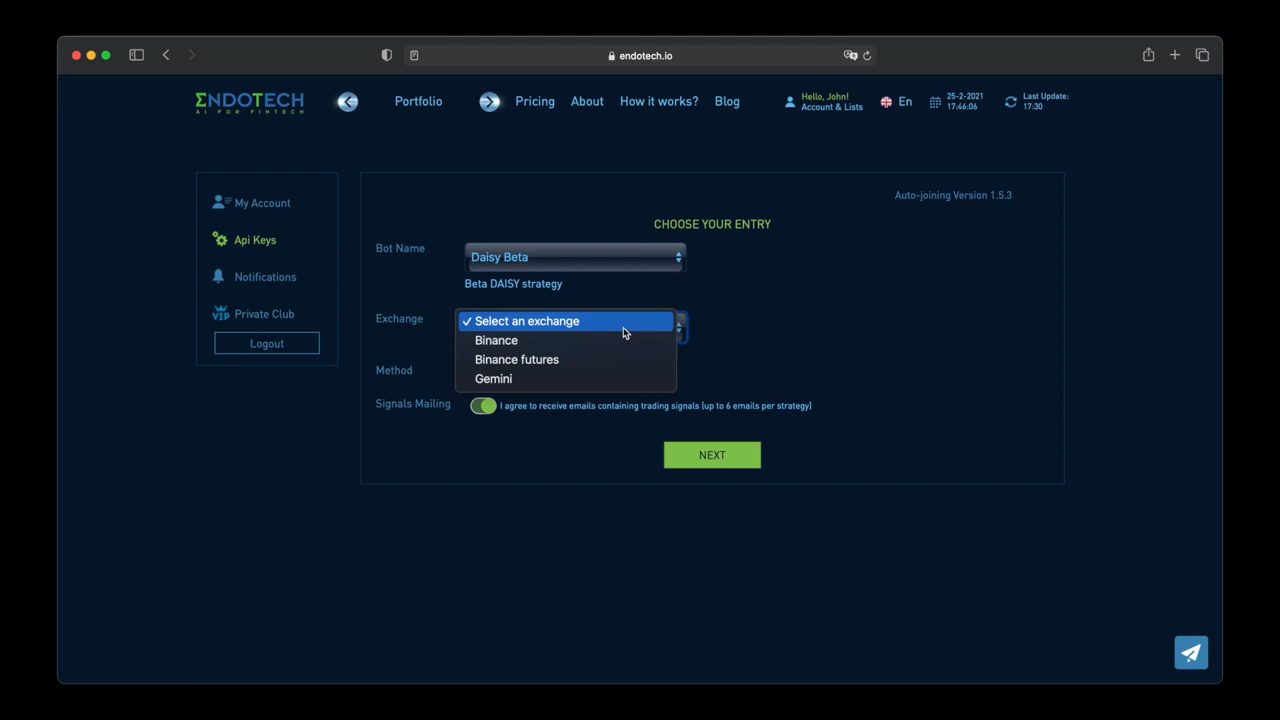 endotech.io
ΣNDOTECH
AI FOR FINTECH
Portfolio
Pricing
About
How it works?
Blog
Hello, John!
Account & Lists
En
25-2-2021
17:46:06
Last Update:
17:30
My Account
Api Keys
Notifications
VIP
Private Club
Logout
Auto-joining Version 1.5.3
CHOOSE YOUR ENTRY
Bot Name
Daisy Beta
Beta DAISY strategy
Exchange
✓ Select an exchange
Binance
Binance futures
Gemini
Method
Signals Mailing
I agree to receive emails containing trading signals (up to 6 emails per strategy)
NEXT